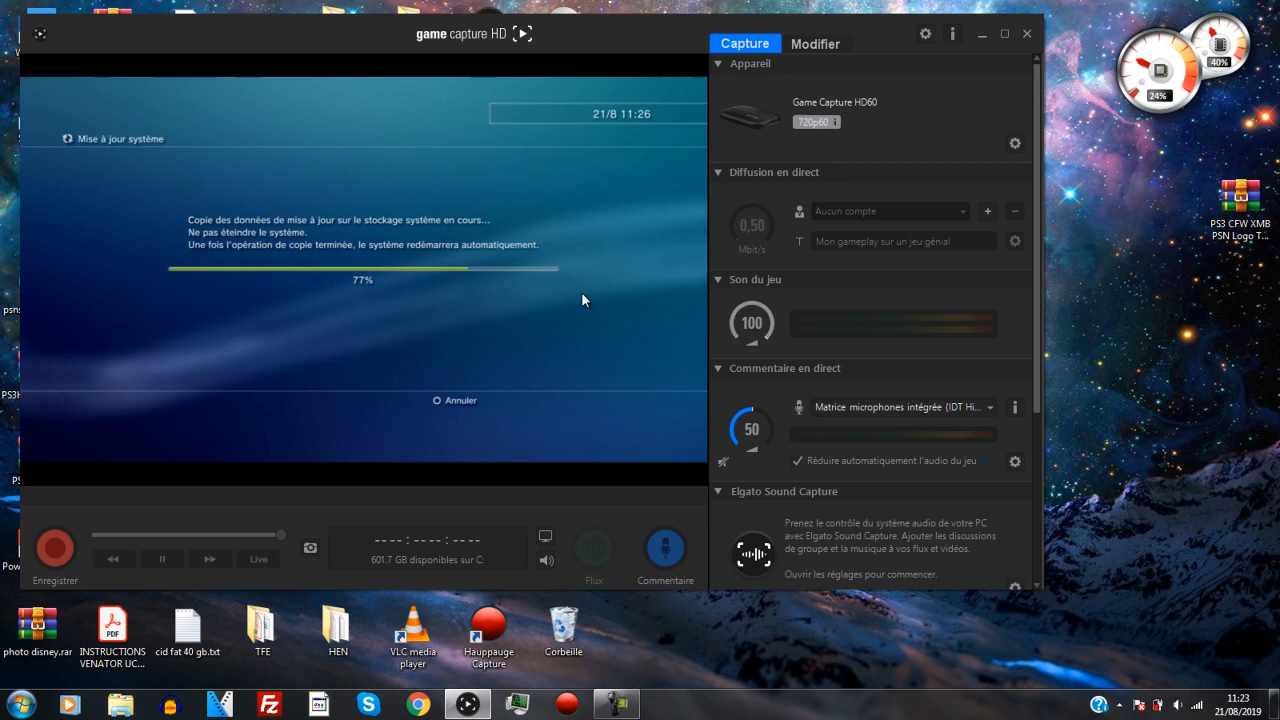 game capture HD
Capture
Modifier
Appareil
Game Capture HD60
720p60 i
21/8 11:26
Mise à jour système
Copie des données de mise à jour sur le stockage système en cours...
Ne pas éteindre le système.
Une fois l'opération de copie terminée, le système redémarrera automatiquement.
77%
Annuler
Diffusion en direct
0,50
Mbit/s
Aucun compte
T Mon gameplay sur un jeu génial
Son du jeu
100
Commentaire en direct
50
Matrice microphones intégrée (IDT Hi...
Réduire automatiquement l'audio du jeu
Elgato Sound Capture
Prenez le contrôle du système audio de votre PC
avec Elgato Sound Capture. Ajouter les discussions
de groupe et la musique à vos flux et vidéos.
Ouvrir les réglages pour commencer.
Enregistrer
Live
-- -- : -- -- : -- --
601.7 GB disponibles sur C:
Flux
Commentaire
40%
24%
PS3 CFW XMB
PSN Logo T...
photo disney.rar
PDF
INSTRUCTIONS
VENATOR UC...
cid fat 40 gb.txt
TFE
HEN
VLC media
player
Hauppauge
Capture
Corbeille
11:23
21/08/2019